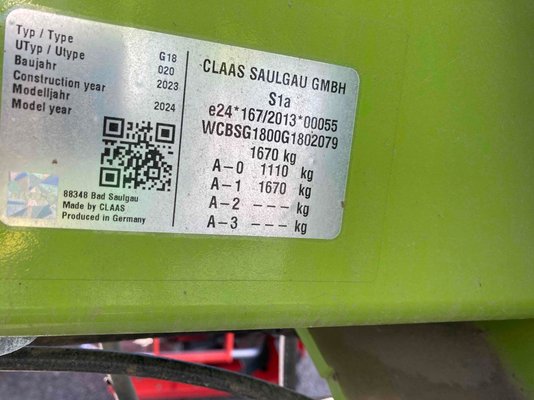 Typ / Type G18
UTyp / Utype 020
Baujahr
Construction year 2023
Modelljahr
Model year 2024
88348 Bad Saulgau
Made by CLAAS
Produced in Germany
CLAAS SAULGAU GMBH
S1a
e24*167/2013*00055
WCBSG1800G1802079
1670 kg
A-0 1110 kg
A-1 1670 kg
A-2 --- kg
A-3 --- kg